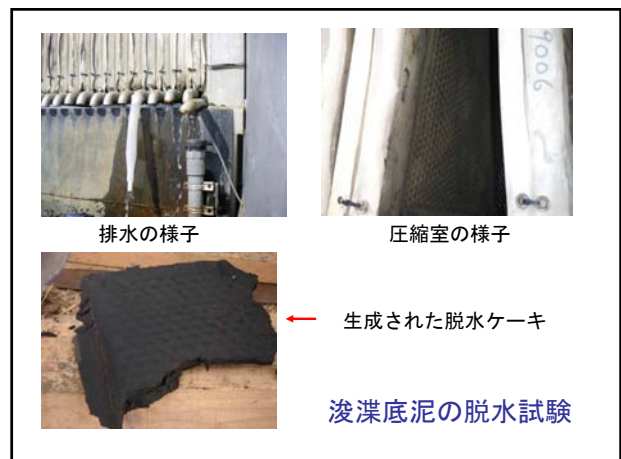 9006
排水の様子
圧縮室の様子
生成された脱水ケーキ
浚渫底泥の脱水試験